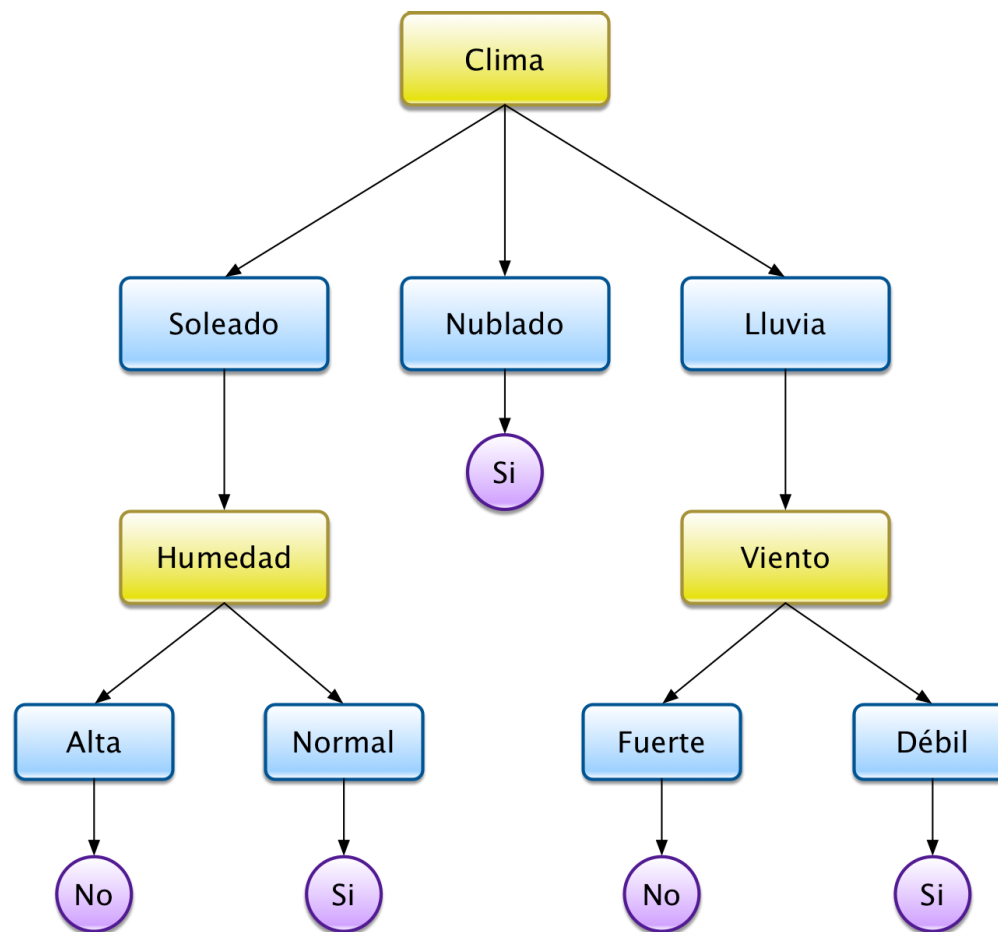 Clima
Soleado
Nublado
Lluvia
Si
Humedad
Viento
Alta
Normal
Fuerte
Débil
No
Si
No
Si